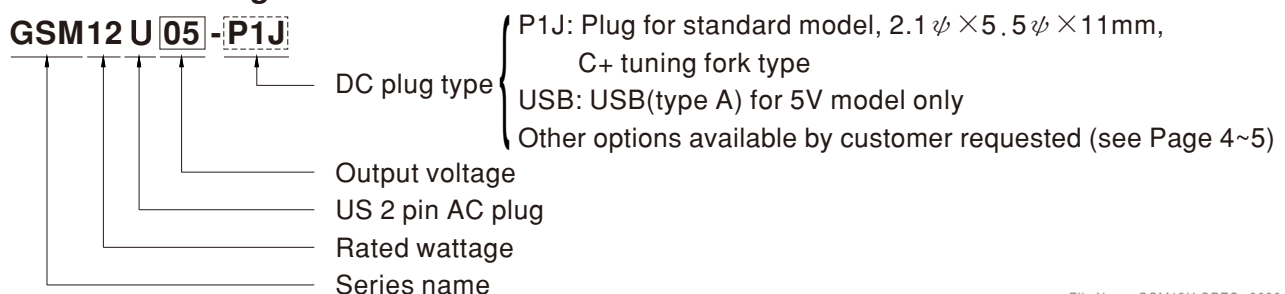 GSM12U05-P1J
DC plug type
P1J: Plug for standard model, 2.1ψ×5.5ψ×11mm,
C+ tuning fork type
USB: USB(type A) for 5V model only
Other options available by customer requested (see Page 4~5)
Output voltage
US 2 pin AC plug
Rated wattage
Series name